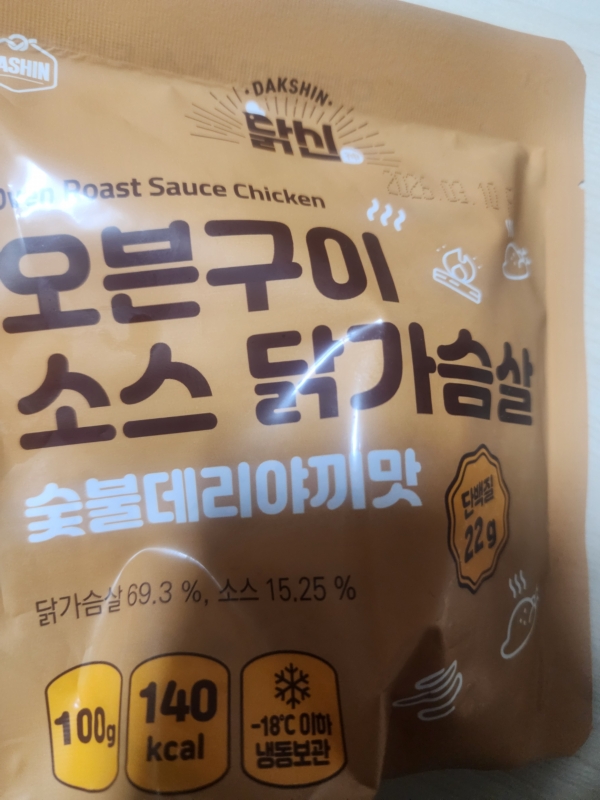 DAKSHIN
닭신
Roast Sauce Chicken
오븐구이
소스 닭가슴살
숯불데리야끼맛
단백질
22 g
닭가슴살 69.3 %, 소스 15.25 %
100g
140
kcal
-18℃ 이하
냉동보관